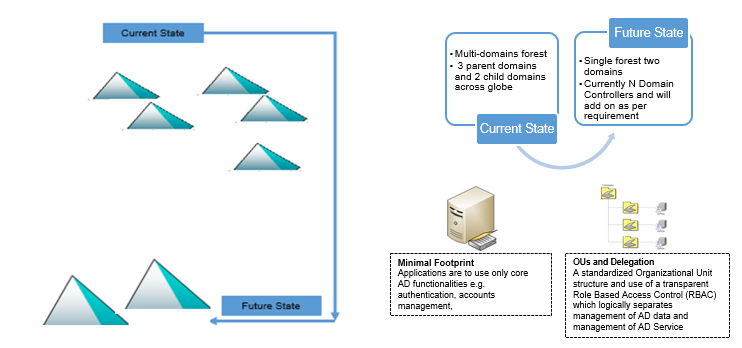 Current State
Future State
• Multi-domains forest
• 3 parent domains
and 2 child domains
across globe
Current State
Future State
• Single forest two
domains
• Currently N Domain
Controllers and will
add on as per
requirement
Minimal Footprint
Applications are to use only core
AD functionalities e.g.
authentication, accounts
management,
OUs and Delegation
A standardized Organizational Unit
structure and use of a transparent
Role Based Access Control (RBAC)
which logically separates
management of AD data and
management of AD Service